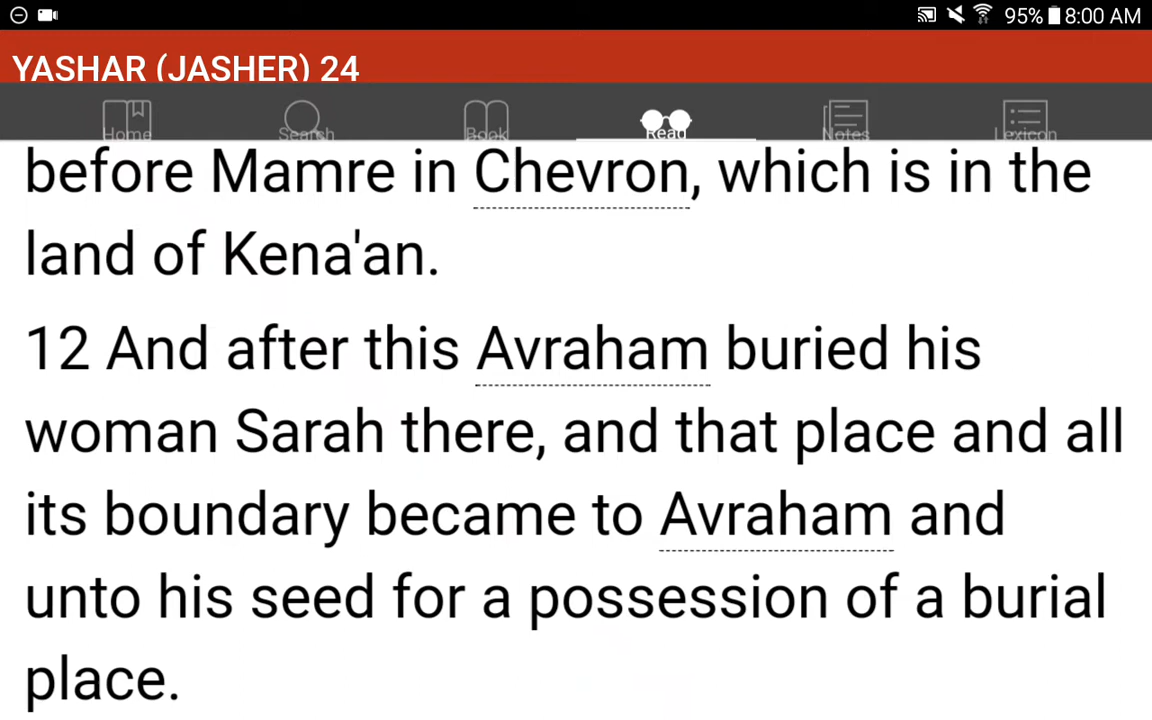 95% 8:00 AM
YASHAR (JASHER) 24
Home Search Book Read Notes Lexicon
before Mamre in Chevron, which is in the
land of Kena'an.
12 And after this Avraham buried his
woman Sarah there, and that place and all
its boundary became to Avraham and
unto his seed for a possession of a burial
place.